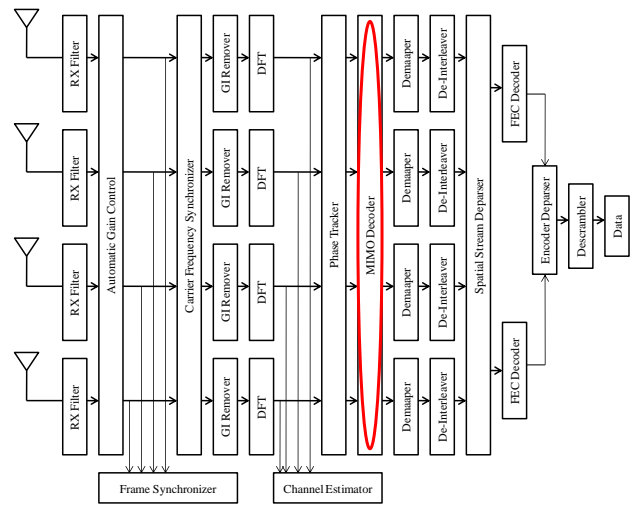 RX Filter
RX Filter
RX Filter
RX Filter
Automatic Gain Control
Carrier Frequency Synchronizer
GI Remover
GI Remover
GI Remover
GI Remover
DFT
DFT
DFT
DFT
Phase Tracker
MIMO Decoder
Demaaper
Demaaper
Demaaper
Demaaper
De-Interleaver
De-Interleaver
De-Interleaver
De-Interleaver
Spatial Stream Deparser
FEC Decoder
FEC Decoder
Encoder Deparser
Descrambler
Data
Frame Synchronizer
Channel Estimator